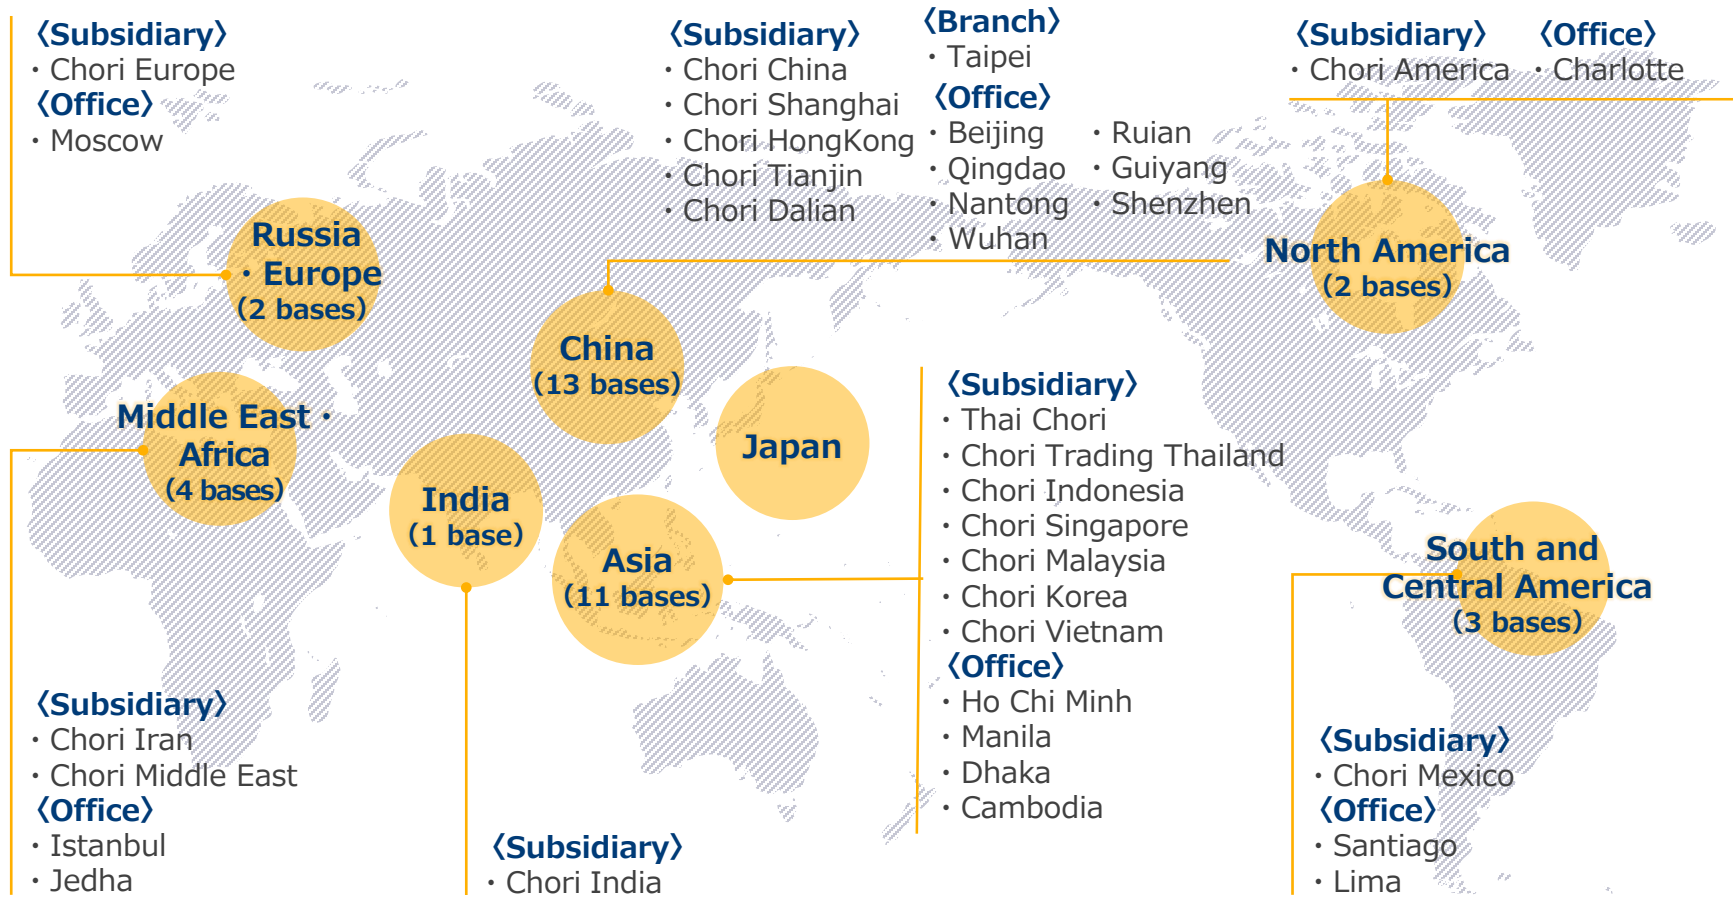 〈Subsidiary〉
・Chori Europe
〈Office〉
・Moscow
〈Subsidiary〉
・Chori China
・Chori Shanghai
・Chori HongKong
・Chori Tianjin
・Chori Dalian
〈Branch〉
・Taipei
〈Office〉
・Beijing
・Qingdao
・Nantong
・Wuhan
・Ruian
・Guiyang
・Shenzhen
〈Subsidiary〉
・Chori America
〈Office〉
・Charlotte
Russia
・Europe
(2 bases)
China
(13 bases)
North America
(2 bases)
Middle East・
Africa
(4 bases)
India
(1 base)
Asia
(11 bases)
Japan
〈Subsidiary〉
・Thai Chori
・Chori Trading Thailand
・Chori Indonesia
・Chori Singapore
・Chori Malaysia
・Chori Korea
・Chori Vietnam
〈Office〉
・Ho Chi Minh
・Manila
・Dhaka
・Cambodia
South and
Central America
(3 bases)
〈Subsidiary〉
・Chori Iran
・Chori Middle East
〈Office〉
・Istanbul
・Jedha
〈Subsidiary〉
・Chori India
〈Subsidiary〉
・Chori Mexico
〈Office〉
・Santiago
・Lima